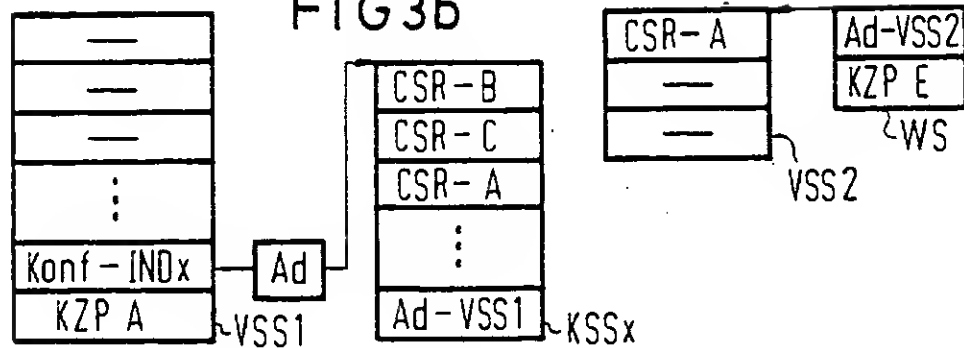 FIG 3b
—
—
—
⋮
Konf-INDx
KZP A
VSS1
Ad
CSR-B
CSR-C
CSR-A
⋮
Ad-VSS1
KSSx
CSR-A
—
—
VSS2
Ad-VSS2
KZP E
WS